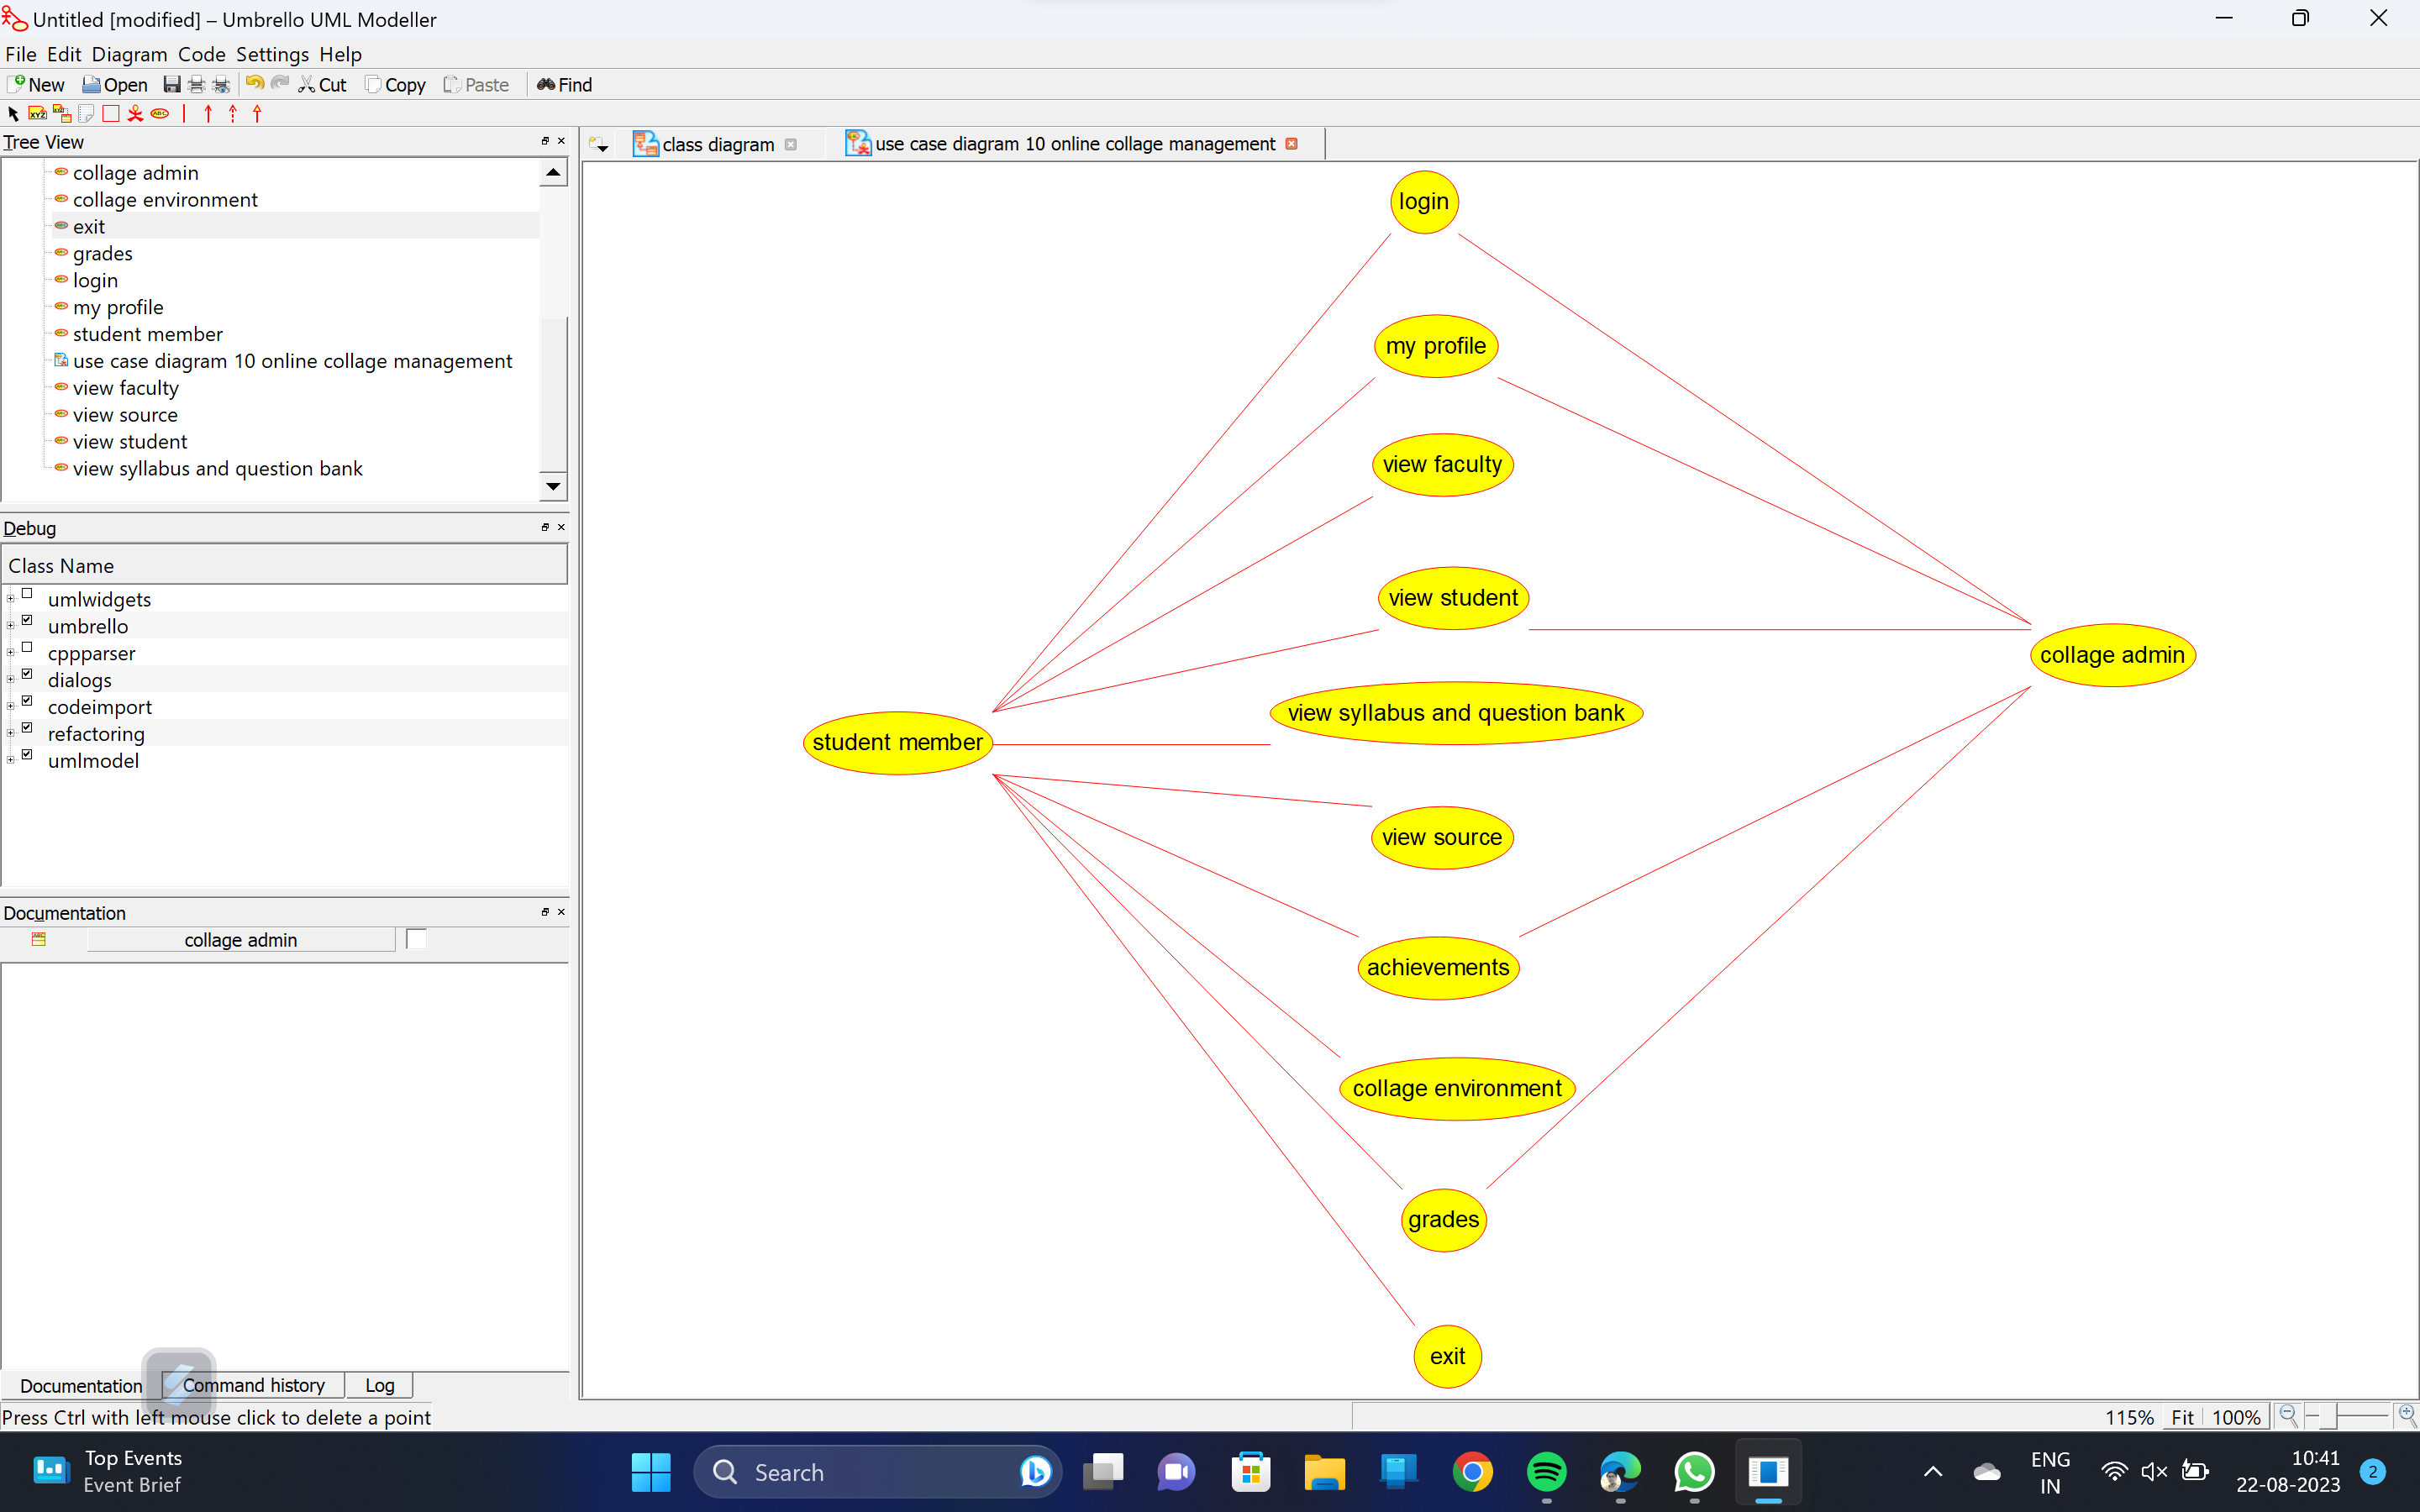 Untitled [modified] – Umbrello UML Modeller
File Edit Diagram Code Settings Help
New Open Cut Copy Paste Find
Tree View
class diagram
use case diagram 10 online collage management
collage admin
collage environment
exit
grades
login
my profile
student member
use case diagram 10 online collage management
view faculty
view source
view student
view syllabus and question bank
Debug
Class Name
umlwidgets
umbrello
cppparser
dialogs
codeimport
refactoring
umlmodel
Documentation
collage admin
login
my profile
view faculty
view student
collage admin
view syllabus and question bank
student member
view source
achievements
collage environment
grades
exit
Documentation Command history Log
Press Ctrl with left mouse click to delete a point
115% Fit 100%
Top Events
Event Brief
Search
ENG
IN
10:41
22-08-2023
2